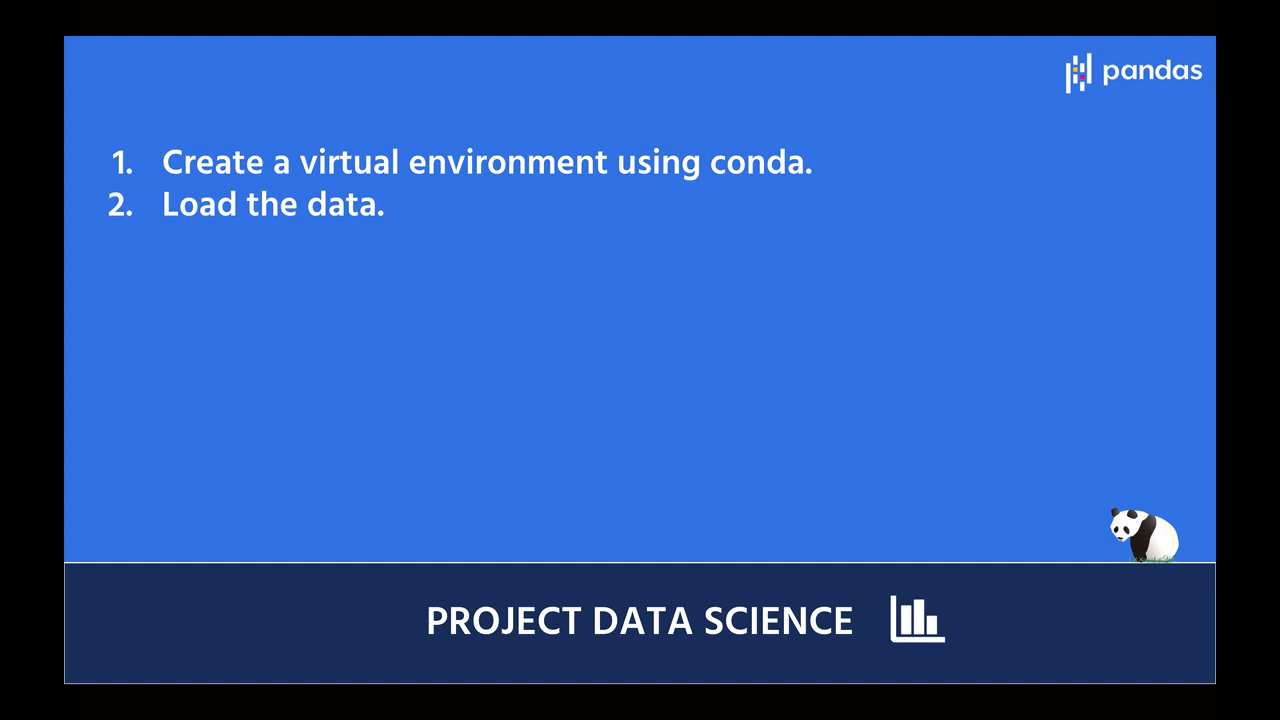 pandas
1. Create a virtual environment using conda.
2. Load the data.
PROJECT DATA SCIENCE